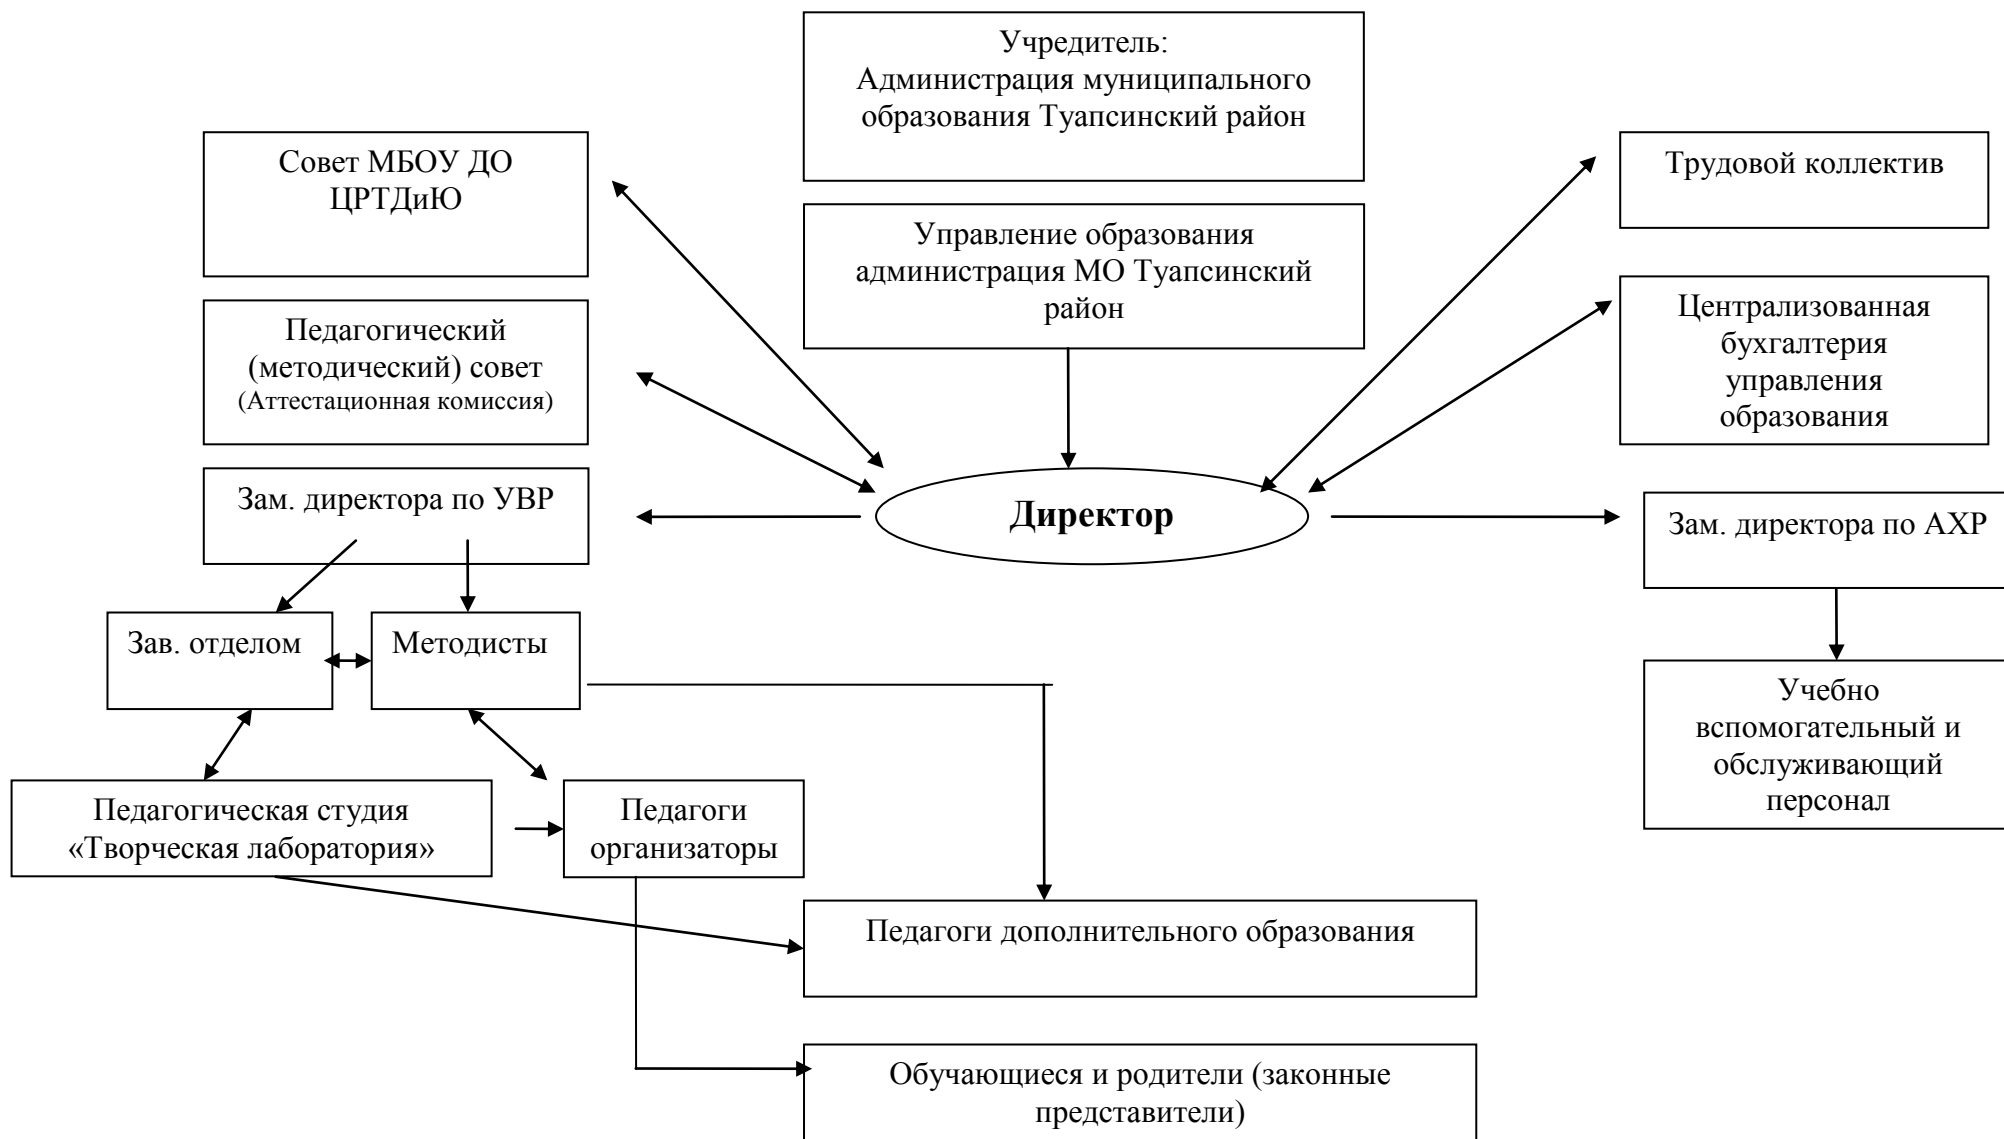 Учредитель:
Администрация муниципального
образования Туапсинский район
Совет МБОУ ДО
ЦРТДиЮ
Трудовой коллектив
Управление образования
администрация МО Туапсинский
район
Централизованная
бухгалтерия
управления
образования
Педагогический
(методический) совет
(Аттестационная комиссия)
Зам. директора по УВР
Директор
Зам. директора по АХР
Зав. отделом
Методисты
Учебно
вспомогательный и
обслуживающий
персонал
Педагогическая студия
«Творческая лаборатория»
Педагоги
организаторы
Педагоги дополнительного образования
Обучающиеся и родители (законные
представители)